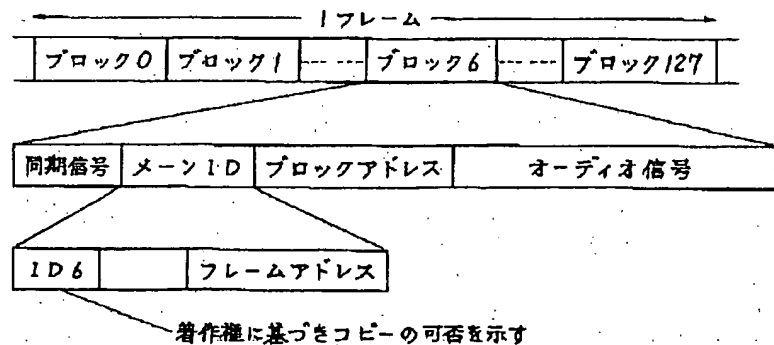 1フレーム
ブロック0 ブロック1 ブロック6 ブロック127
同期信号 メーンID ブロックアドレス オーディオ信号
ID6 フレームアドレス
著作権に基づきコピーの可否を示す